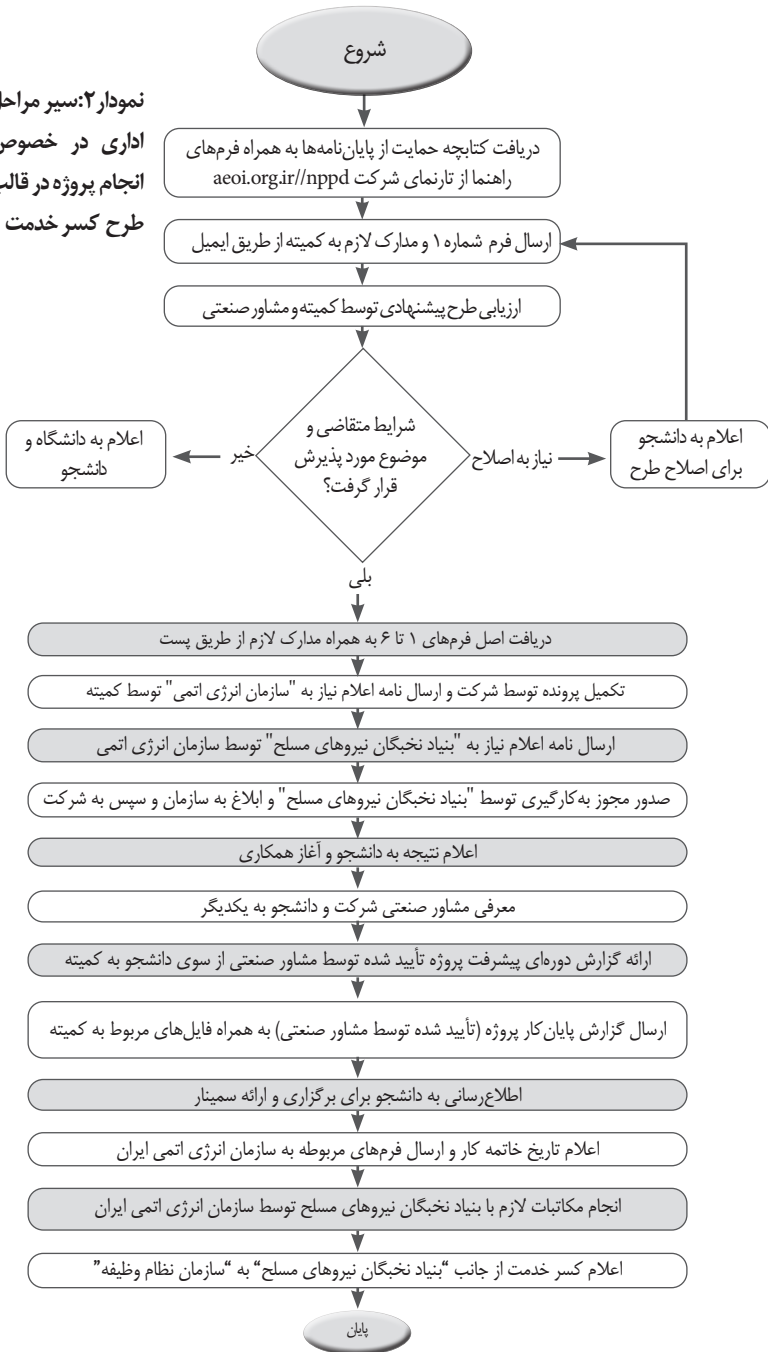 شروع
نمودار۲:سیر مراحل
اداری در خصوص
انجام پروژه در قالب
طرح کسر خدمت
دریافت کتابچه حمایت از پایان‌نامه‌ها به همراه فرم‌های
راهنما از تارنمای شرکت aeoi.org.ir//nppd
ارسال فرم شماره ۱ و مدارک لازم به کمیته از طریق ایمیل
ارزیابی طرح پیشنهادی توسط کمیته و مشاور صنعتی
شرایط متقاضی و
موضوع مورد پذیرش
قرار گرفت؟
نیاز به اصلاح
اعلام به دانشجو
برای اصلاح طرح
خیر
اعلام به دانشگاه و
دانشجو
بلی
دریافت اصل فرم‌های ۱ تا ۶ به همراه مدارک لازم از طریق پست
تکمیل پرونده توسط شرکت و ارسال نامه اعلام نیاز به "سازمان انرژی اتمی" توسط کمیته
ارسال نامه اعلام نیاز به "بنیاد نخبگان نیروهای مسلح" توسط سازمان انرژی اتمی
صدور مجوز به‌کارگیری توسط "بنیاد نخبگان نیروهای مسلح" و ابلاغ به سازمان و سپس به شرکت
اعلام نتیجه به دانشجو و آغاز همکاری
معرفی مشاور صنعتی شرکت و دانشجو به یکدیگر
ارائه گزارش دوره‌ای پیشرفت پروژه تأیید شده توسط مشاور صنعتی از سوی دانشجو به کمیته
ارسال گزارش پایان‌کار پروژه (تأیید شده توسط مشاور صنعتی) به همراه فایل‌های مربوط به کمیته
اطلاع‌رسانی به دانشجو برای برگزاری و ارائه سمینار
اعلام تاریخ خاتمه کار و ارسال فرم‌های مربوطه به سازمان انرژی اتمی ایران
انجام مکاتبات لازم با بنیاد نخبگان نیروهای مسلح توسط سازمان انرژی اتمی ایران
اعلام کسر خدمت از جانب “بنیاد نخبگان نیروهای مسلح“ به “سازمان نظام وظیفه”
پایان